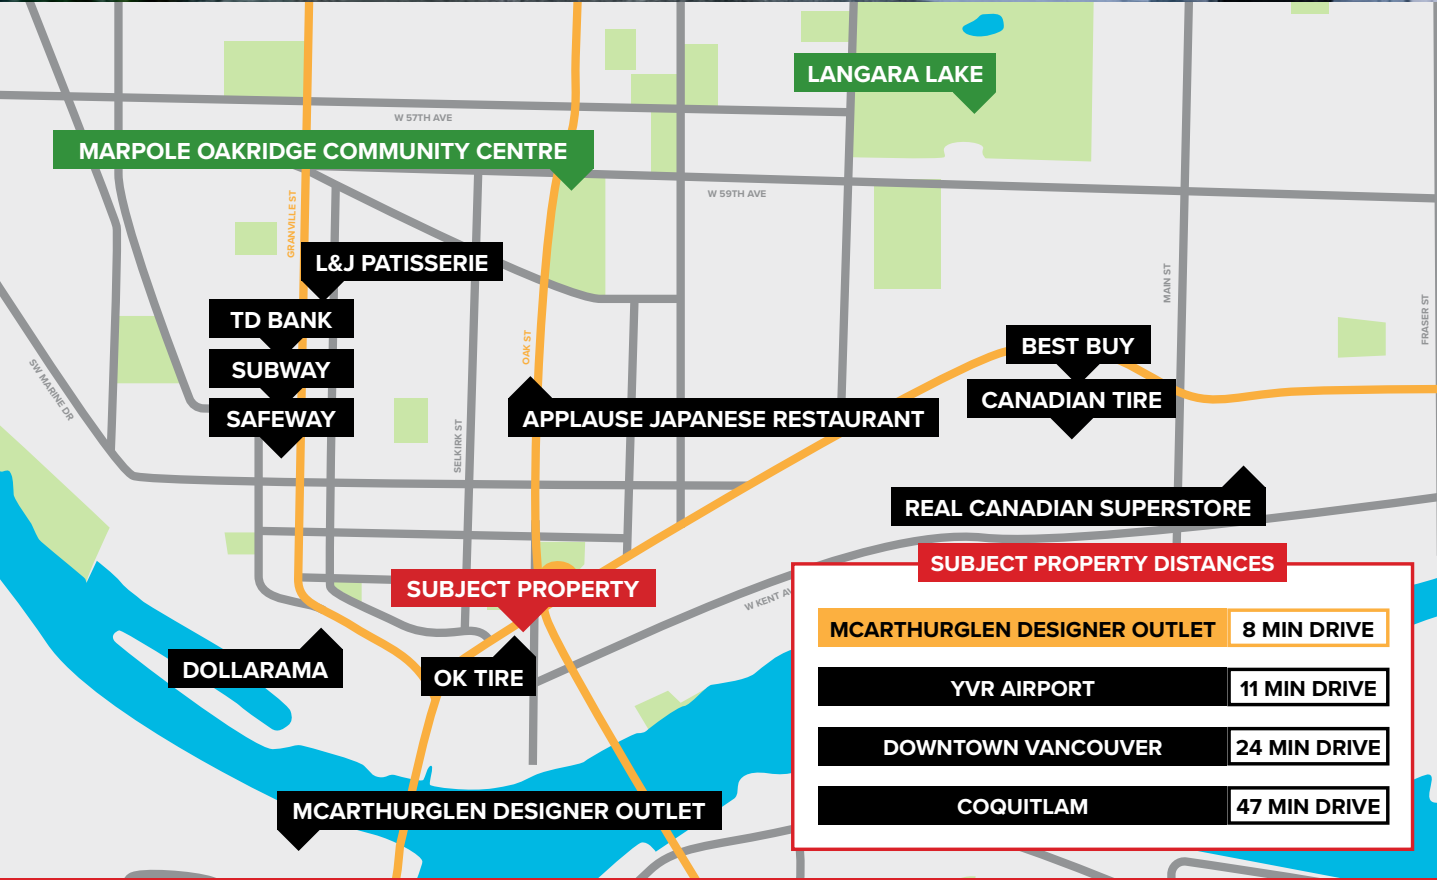 LANGARA LAKE
W 57TH AVE
MARPOLE OAKRIDGE COMMUNITY CENTRE
W 59TH AVE
GRANVILLE ST
L&J PATISSERIE
TD BANK
SUBWAY
SAFEWAY
MAIN ST
FRASER ST
OAK ST
BEST BUY
CANADIAN TIRE
SW MARINE DR
APPLAUSE JAPANESE RESTAURANT
SELKIRK ST
REAL CANADIAN SUPERSTORE
SUBJECT PROPERTY
W KENT AV
DOLLARAMA
OK TIRE
MCARTHURGLEN DESIGNER OUTLET
SUBJECT PROPERTY DISTANCES
MCARTHURGLEN DESIGNER OUTLET 8 MIN DRIVE
YVR AIRPORT 11 MIN DRIVE
DOWNTOWN VANCOUVER 24 MIN DRIVE
COQUITLAM 47 MIN DRIVE